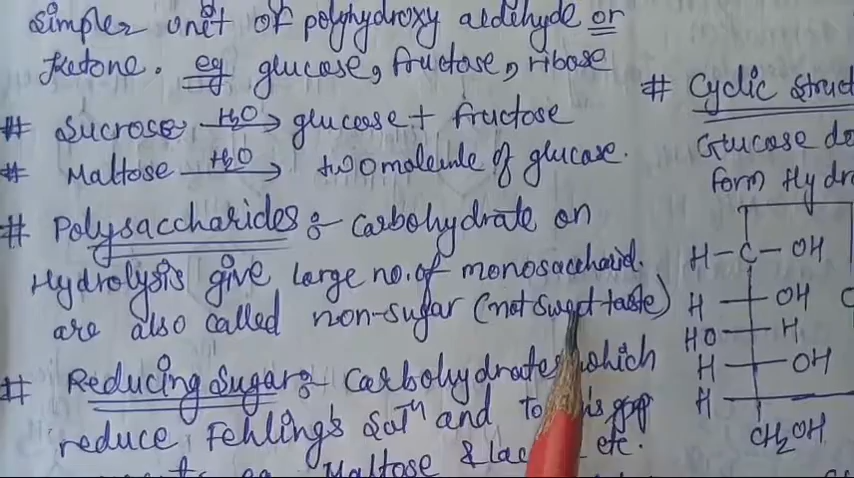 simpler unit of polyhydroxy aldehyde or
Ketone. eg glucose, fructose, ribose
# Sucrose H2O→ glucose + fructose
# Maltose H2O→ two molecule of glucose.
# Polysaccharides:- Carbohydrate on
Hydrolysis give large no. of monosacchaid.
are also called non-sugar (not sweet taste)
# Reducing Sugar:- Carbohydrates which
reduce Fehling's Solⁿ and
Maltose & etc.
# Cyclic Struct
Glucose do
form Hydr
H-C-OH
H OH
HO H
H OH
H
CH2OH